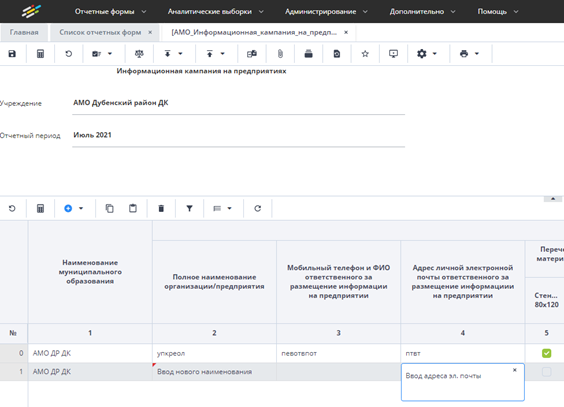 Отчетные формы Аналитические выборки Администрирование Дополнительно Помощь
Главная Список отчетных форм × [АМО_Информационная_кампания_на_предп... ×
Информационная кампания на предприятиях
Учреждение АМО Дубенский район ДК
Отчетный период Июль 2021
Наименование муниципального образования
Полное наименование организации/предприятия
Мобильный телефон и ФИО ответственного за размещение информации на предприятии
Адрес личной электронной почты ответственного за размещение информациии на предприятии
Перече
матери
Стен...
80х120
№ 1 2 3 4 5
0 АМО ДР ДК упкреол певотвпот птвт
1 АМО ДР ДК Ввод нового наименования Ввод адреса эл. почты ×